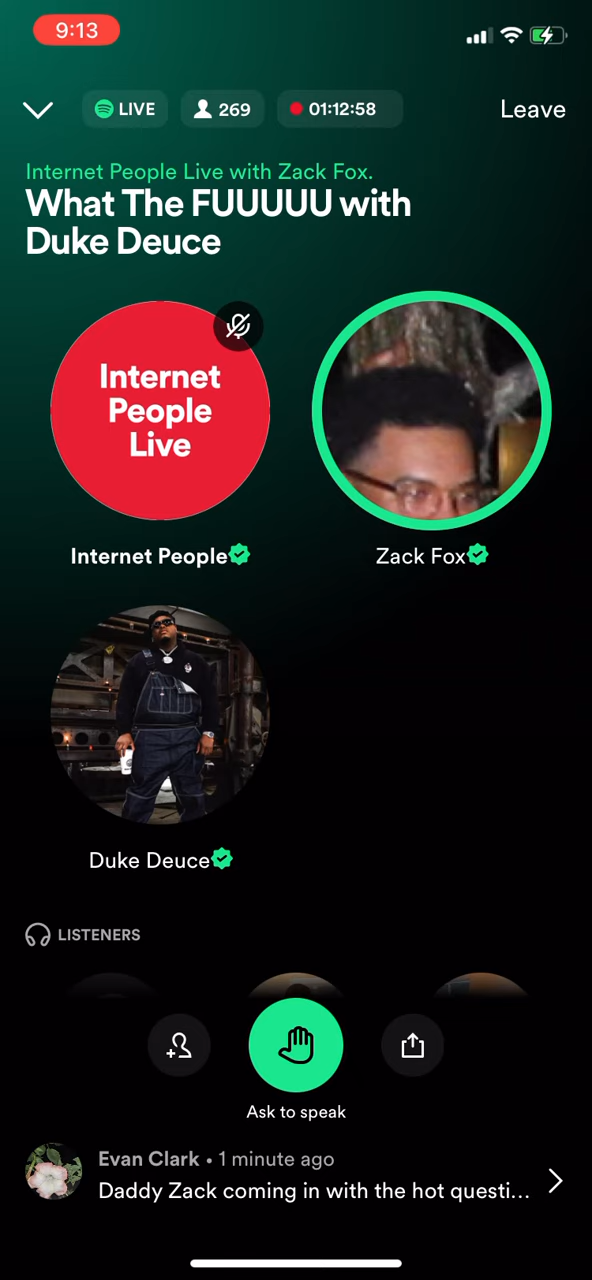 9:13
LIVE
269
01:12:58
Leave
Internet People Live with Zack Fox.
What The FUUUUU with
Duke Deuce
Internet
People
Live
Internet People
Zack Fox
Duke Deuce
LISTENERS
Ask to speak
Evan Clark • 1 minute ago
Daddy Zack coming in with the hot questi...